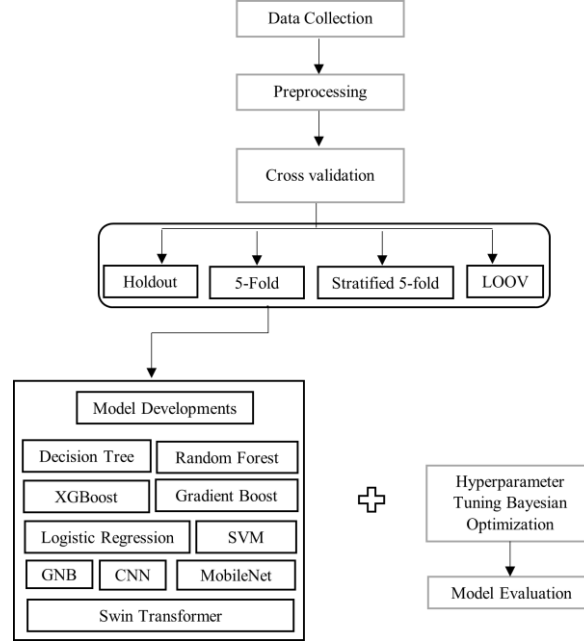 Data Collection
Preprocessing
Cross validation
Holdout
5-Fold
Stratified 5-fold
LOOV
Model Developments
Decision Tree
Random Forest
XGBoost
Gradient Boost
Logistic Regression
SVM
GNB
CNN
MobileNet
Swin Transformer
Hyperparameter
Tuning Bayesian
Optimization
Model Evaluation